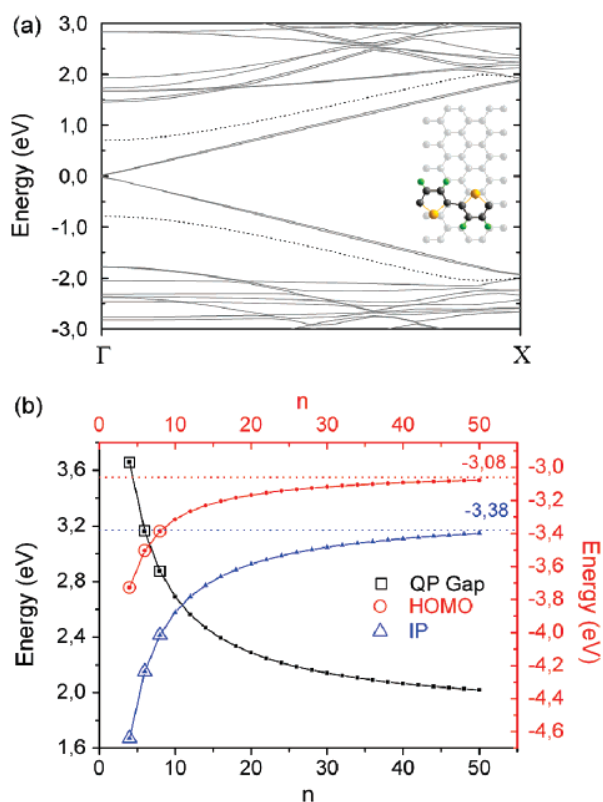 (a)
3,0
2,0
1,0
0,0
-1,0
-2,0
-3,0
Energy (eV)
Γ X
(b)
n
0 10 20 30 40 50
3,6
3,2
2,8
2,4
2,0
1,6
Energy (eV)
-3,08
-3,38
QP Gap
HOMO
IP
-3,0
-3,2
-3,4
-3,6
-3,8
-4,0
-4,2
-4,4
-4,6
Energy (eV)
0 10 20 30 40 50
n